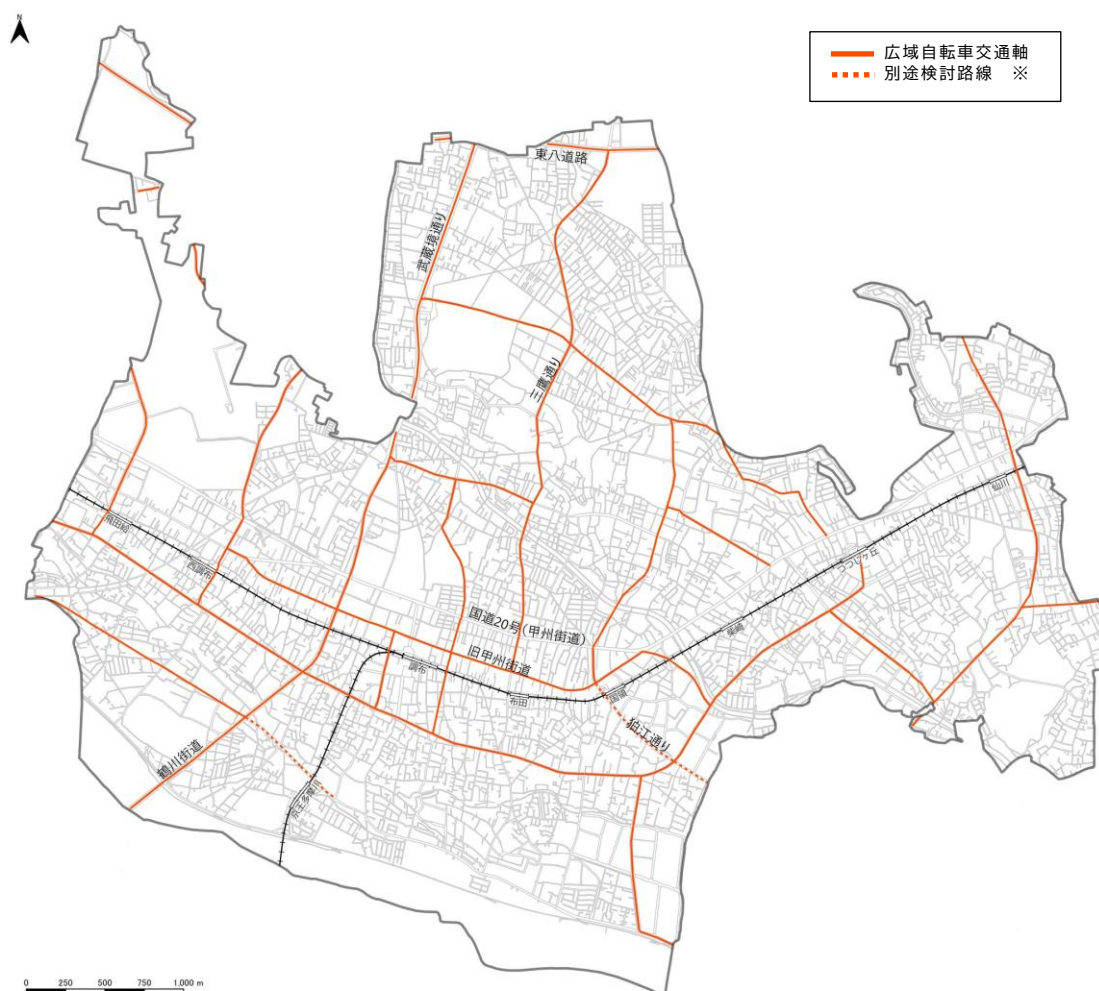 N
広域自転車交通軸
別途検討路線 ※
東八道路
武蔵境通り
三鷹通り
仙川
つつじヶ丘
飛田給
西調布
柴崎
国道20号(甲州街道)
旧甲州街道
調布
布田
国領
狛江通り
鶴川街道
京王多摩川
0 250 500 750 1,000 m